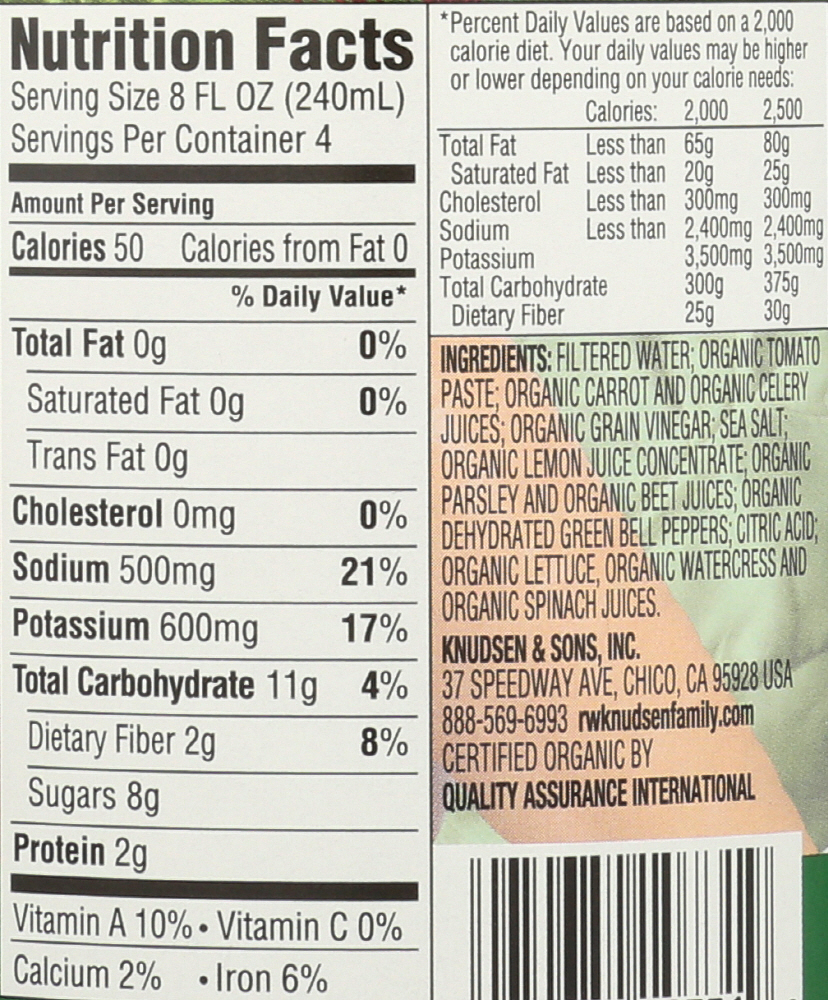 Nutrition Facts
Serving Size 8 FL OZ (240mL)
Servings Per Container 4
Amount Per Serving
Calories 50 Calories from Fat 0
% Daily Value*
Total Fat 0g 0%
Saturated Fat 0g 0%
Trans Fat 0g
Cholesterol 0mg 0%
Sodium 500mg 21%
Potassium 600mg 17%
Total Carbohydrate 11g 4%
Dietary Fiber 2g 8%
Sugars 8g
Protein 2g
Vitamin A 10% • Vitamin C 0%
Calcium 2% • Iron 6%
*Percent Daily Values are based on a 2,000
calorie diet. Your daily values may be higher
or lower depending on your calorie needs:
Calories: 2,000 2,500
Total Fat Less than 65g 80g
Saturated Fat Less than 20g 25g
Cholesterol Less than 300mg 300mg
Sodium Less than 2,400mg 2,400mg
Potassium 3,500mg 3,500mg
Total Carbohydrate 300g 375g
Dietary Fiber 25g 30g
INGREDIENTS: FILTERED WATER; ORGANIC TOMATO
PASTE; ORGANIC CARROT AND ORGANIC CELERY
JUICES; ORGANIC GRAIN VINEGAR; SEA SALT;
ORGANIC LEMON JUICE CONCENTRATE; ORGANIC
PARSLEY AND ORGANIC BEET JUICES; ORGANIC
DEHYDRATED GREEN BELL PEPPERS; CITRIC ACID;
ORGANIC LETTUCE, ORGANIC WATERCRESS AND
ORGANIC SPINACH JUICES.
KNUDSEN & SONS, INC.
37 SPEEDWAY AVE, CHICO, CA 95928 USA
888-569-6993 rwknudsenfamily.com
CERTIFIED ORGANIC BY
QUALITY ASSURANCE INTERNATIONAL